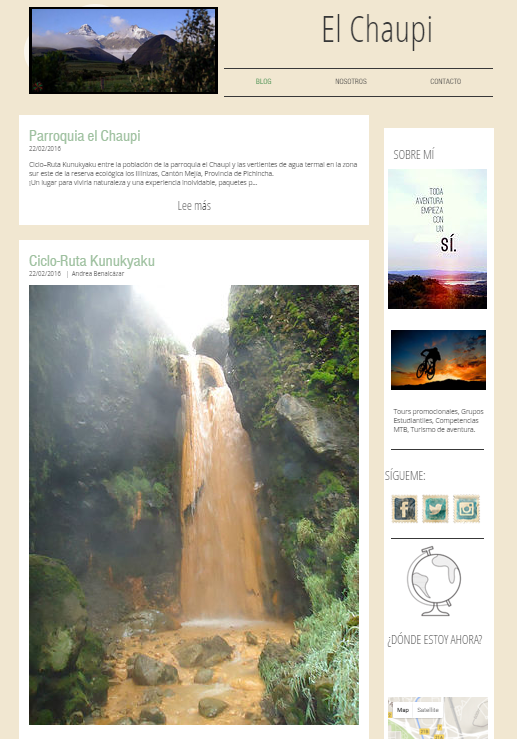 El Chaupi
BLOG NOSOTROS CONTACTO
Parroquia el Chaupi
22/02/2016
Ciclo-Ruta Kunukyaku entre la población de la parroquia el Chaupi y las vertientes de agua termal en la zona
sur este de la reserva ecológica los Illinizas, Cantón Mejía, Provincia de Pichincha.
¡Un lugar para vivirla naturaleza y una experiencia inolvidable, paquetes p...
Lee más
Ciclo-Ruta Kunukyaku
22/02/2016 | Andrea Benalcázar
SOBRE MÍ
TODA
AVENTURA
EMPIEZA
CON
UN
SÍ.
Tours promocionales, Grupos
Estudiantiles, Competencias
MTB, Turismo de aventura.
SÍGUEME:
¿DÓNDE ESTOY AHORA?
Map Satellite